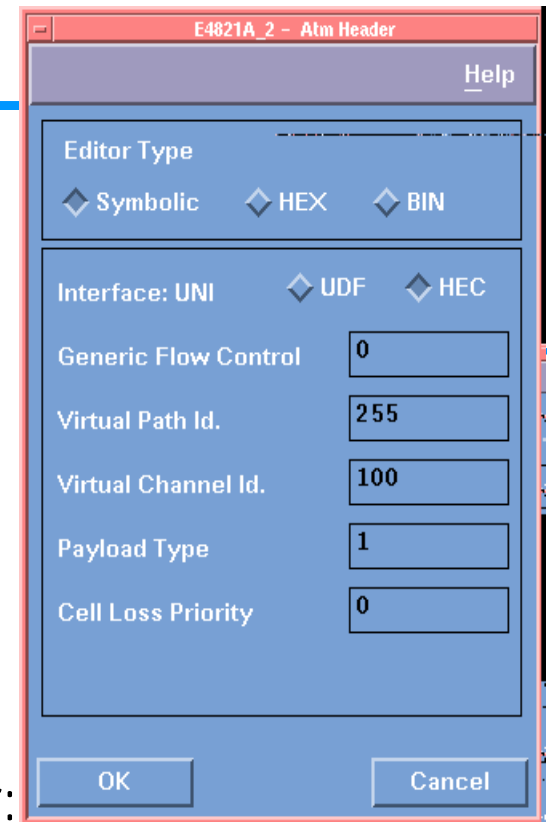 E4821A_2 – Atm Header
Help
Editor Type
Symbolic HEX BIN
Interface: UNI UDF HEC
Generic Flow Control 0
Virtual Path Id. 255
Virtual Channel Id. 100
Payload Type 1
Cell Loss Priority 0
OK Cancel